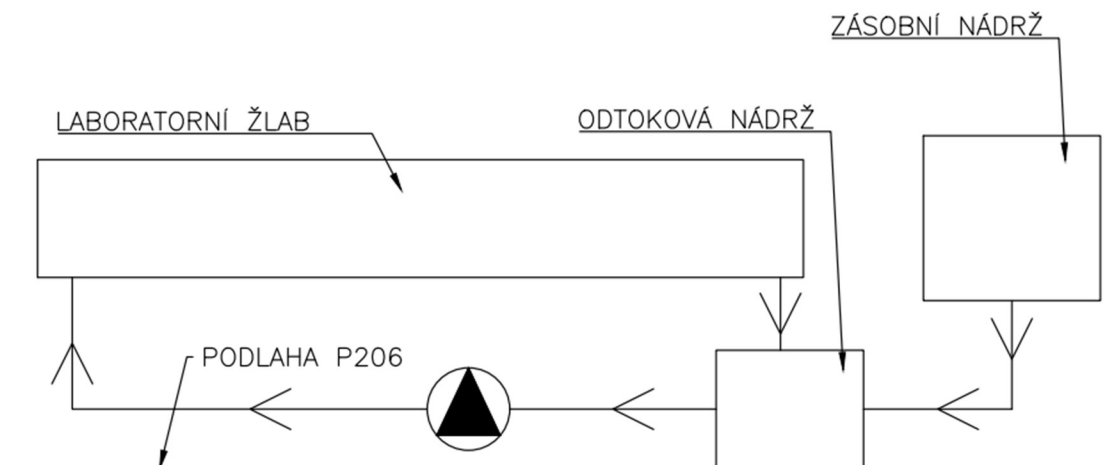 ZÁSOBNÍ NÁDRŽ
LABORATORNÍ ŽLAB
ODTOKOVÁ NÁDRŽ
PODLAHA P206